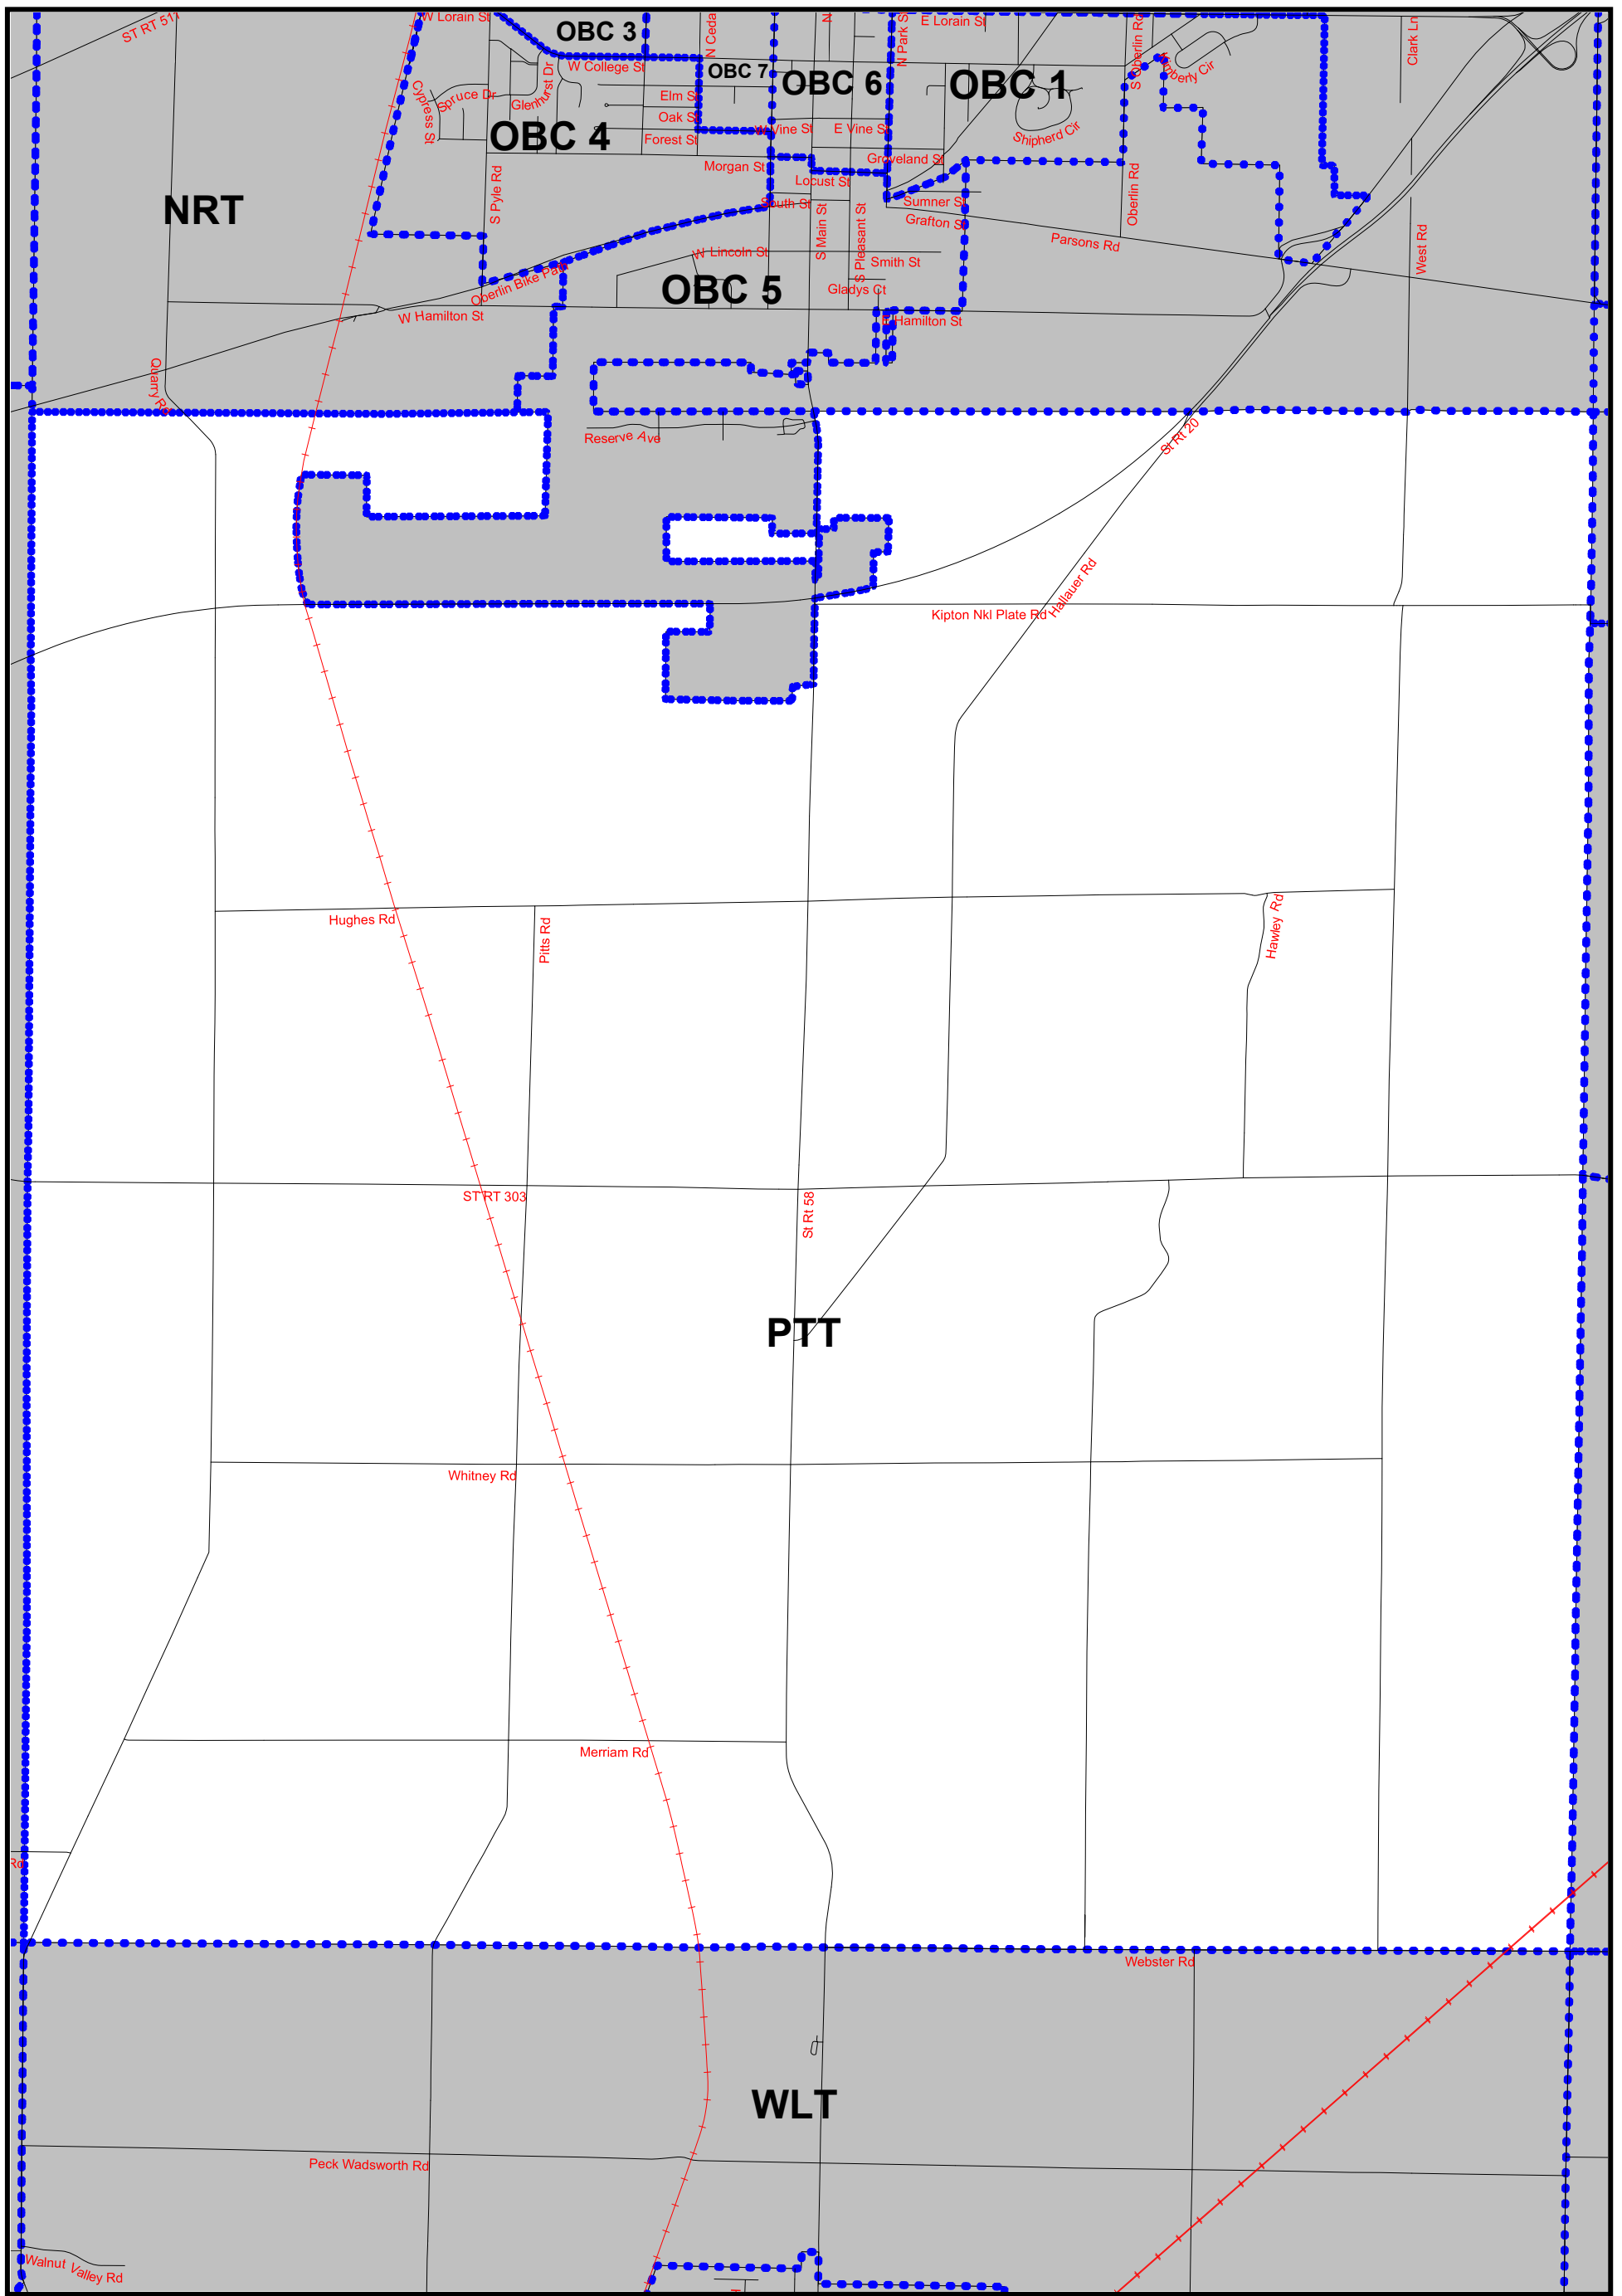 ST RT 511
W Lorain St
OBC 3
N Ceda
N
N Park S
E Lorain St
S Oberlin Rd
Clark Ln
W College St
OBC 7
OBC 6
OBC 1
Cypress St
Spruce Dr
Glenhurst Dr
Elm St
Oak St
Forest St
W Vine St
E Vine St
Shipherd Cir
OBC 4
Morgan St
Groveland St
Locust St
NRT
S Pyle Rd
South St
S Main St
S Pleasant St
Sumner St
Grafton St
Oberlin Rd
Parsons Rd
West Rd
W Lincoln St
Smith St
Oberlin Bike Path
OBC 5
Gladys Ct
W Hamilton St
E Hamilton St
Quarry Rd
Reserve Ave
St Rt 20
Hallauer Rd
Kipton Nkl Plate Rd
Hughes Rd
Pitts Rd
Hawley Rd
ST RT 303
St Rt 58
PTT
Whitney Rd
Merriam Rd
Rd
Webster Rd
WLT
Peck Wadsworth Rd
Walnut Valley Rd